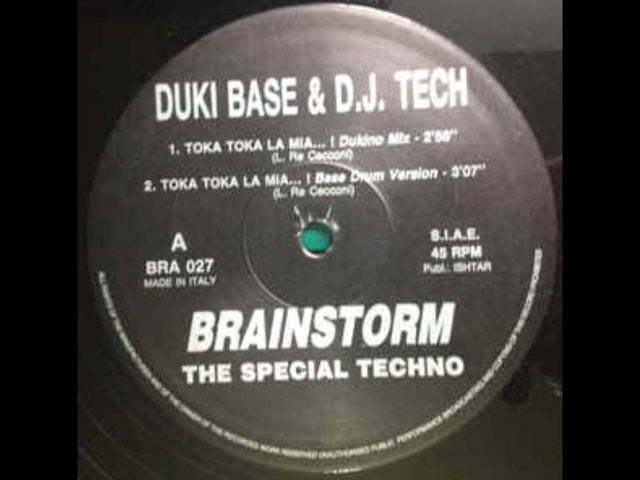 DUKI BASE & D.J. TECH
1. TOKA TOKA LA MIA... ! Dukino Mix - 2'56"
(L. Re Cecconi)
2. TOKA TOKA LA MIA... ! Base Drum Version - 3'07"
(L. Re Cecconi)
A
BRA 027
MADE IN ITALY
S.I.A.E.
45 RPM
Publ.: ISHTAR
BRAINSTORM
THE SPECIAL TECHNO